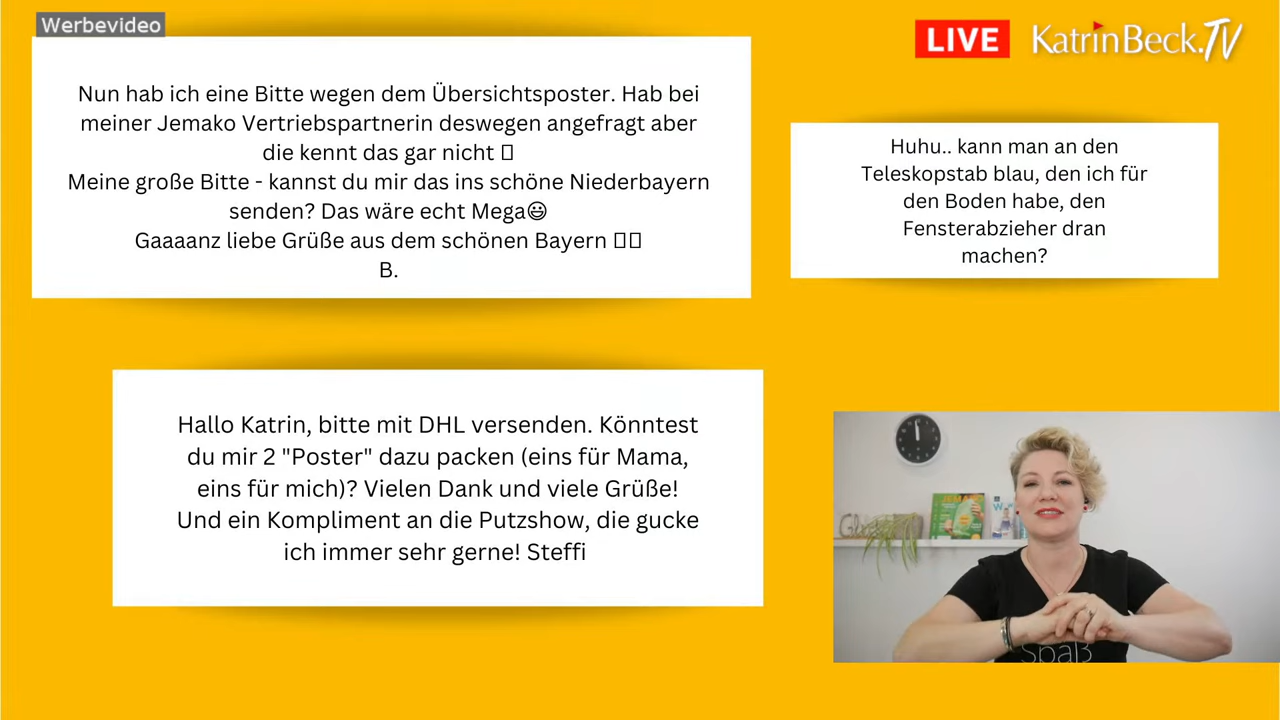 Werbevideo
LIVE KatrinBeck.TV
Nun hab ich eine Bitte wegen dem Übersichtsposter. Hab bei
meiner Jemako Vertriebspartnerin deswegen angefragt aber
die kennt das gar nicht
Meine große Bitte - kannst du mir das ins schöne Niederbayern
senden? Das wäre echt Mega😃
Gaaaanz liebe Grüße aus dem schönen Bayern
B.
Huhu.. kann man an den
Teleskopstab blau, den ich für
den Boden habe, den
Fensterabzieher dran
machen?
Hallo Katrin, bitte mit DHL versenden. Könntest
du mir 2 "Poster" dazu packen (eins für Mama,
eins für mich)? Vielen Dank und viele Grüße!
Und ein Kompliment an die Putzshow, die gucke
ich immer sehr gerne! Steffi
Spaß